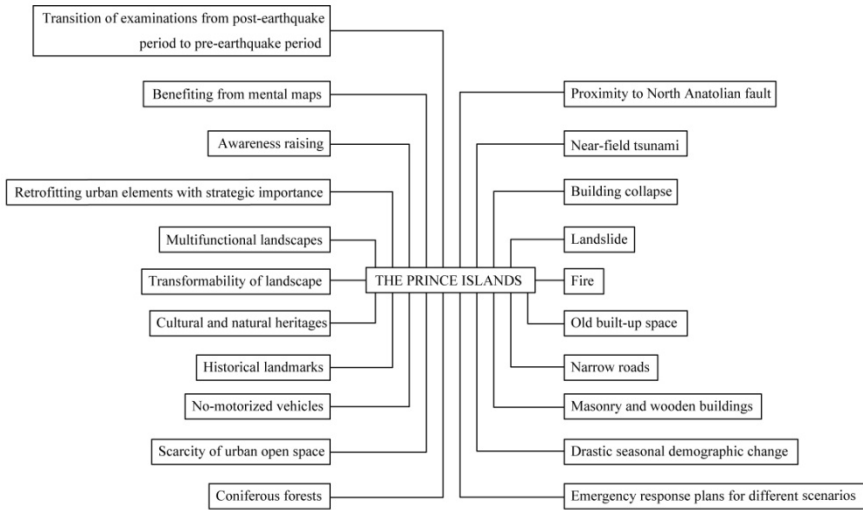 Transition of examinations from post-earthquake
period to pre-earthquake period
Benefiting from mental maps
Awareness raising
Retrofitting urban elements with strategic importance
Multifunctional landscapes
Transformability of landscape
Cultural and natural heritages
Historical landmarks
No-motorized vehicles
Scarcity of urban open space
Coniferous forests
THE PRINCE ISLANDS
Proximity to North Anatolian fault
Near-field tsunami
Building collapse
Landslide
Fire
Old built-up space
Narrow roads
Masonry and wooden buildings
Drastic seasonal demographic change
Emergency response plans for different scenarios